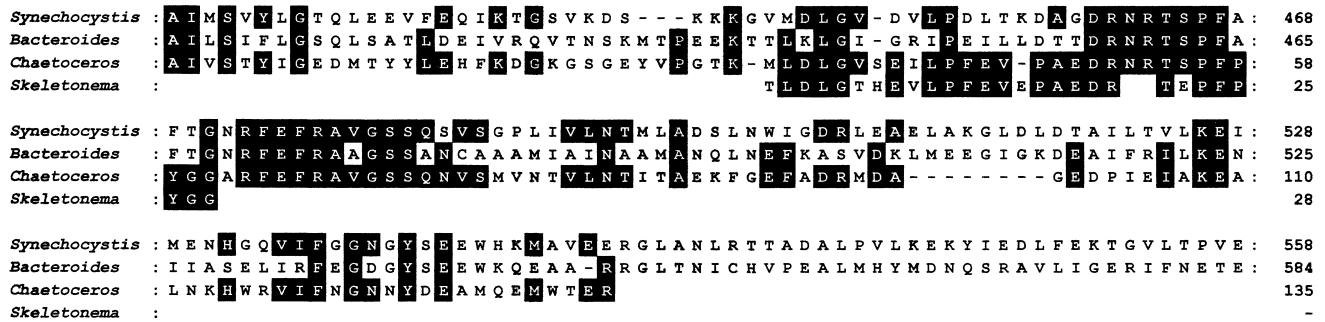 Synechocystis : AIMSVYLGTQLEEVFEQIKTGSVKDS---KKKGVMDLGV-DVLPDLTKDAGDRNRTSPFA: 468
Bacteroides : AILSIFLGSQLSATLDEIVRQVTNSKMTPEEKTTLKLGI-GRIPEILLDTTDRNRTSPFA: 465
Chaetoceros : AIVSTYIGEDMTYYLEHFKDGKGSGEYVPGTK-MLDLGVSEILPFEV-PAEDRNRTSPFP: 58
Skeletonema : TLDLGTHEVLPFEVEPAEDR TEPFP: 25
Synechocystis : FTGNRFEFRAVGSSQSVSGPLIVLNTMLADSLNWIGDRLEAELAKGLDLDTAILTVLKEI: 528
Bacteroides : FTGNRFEFRAAGSSANCAAAMIAINAAMANQLNEFKASVDKLMEEGIGKDEAIFRILKEN: 525
Chaetoceros : YGGARFEFRAVGSSQNVSMVNTVLNTITAEKFGEFADRMDA--------GEDPIEIAKEA: 110
Skeletonema : YGG 28
Synechocystis : MENHGQVIFGGNGYSEEWHKMAVEERGLANLRTTADALPVLKEKYIEDLFEKTGVLTPVE: 558
Bacteroides : IIASELIRFEGDGYSEEWKQEAA-RRGLTNICHVPEALMHYMDNQSRAVLIGERIFNETE: 584
Chaetoceros : LNKHWRVIFNGNNYDEAMQEMWTER 135
Skeletonema : -